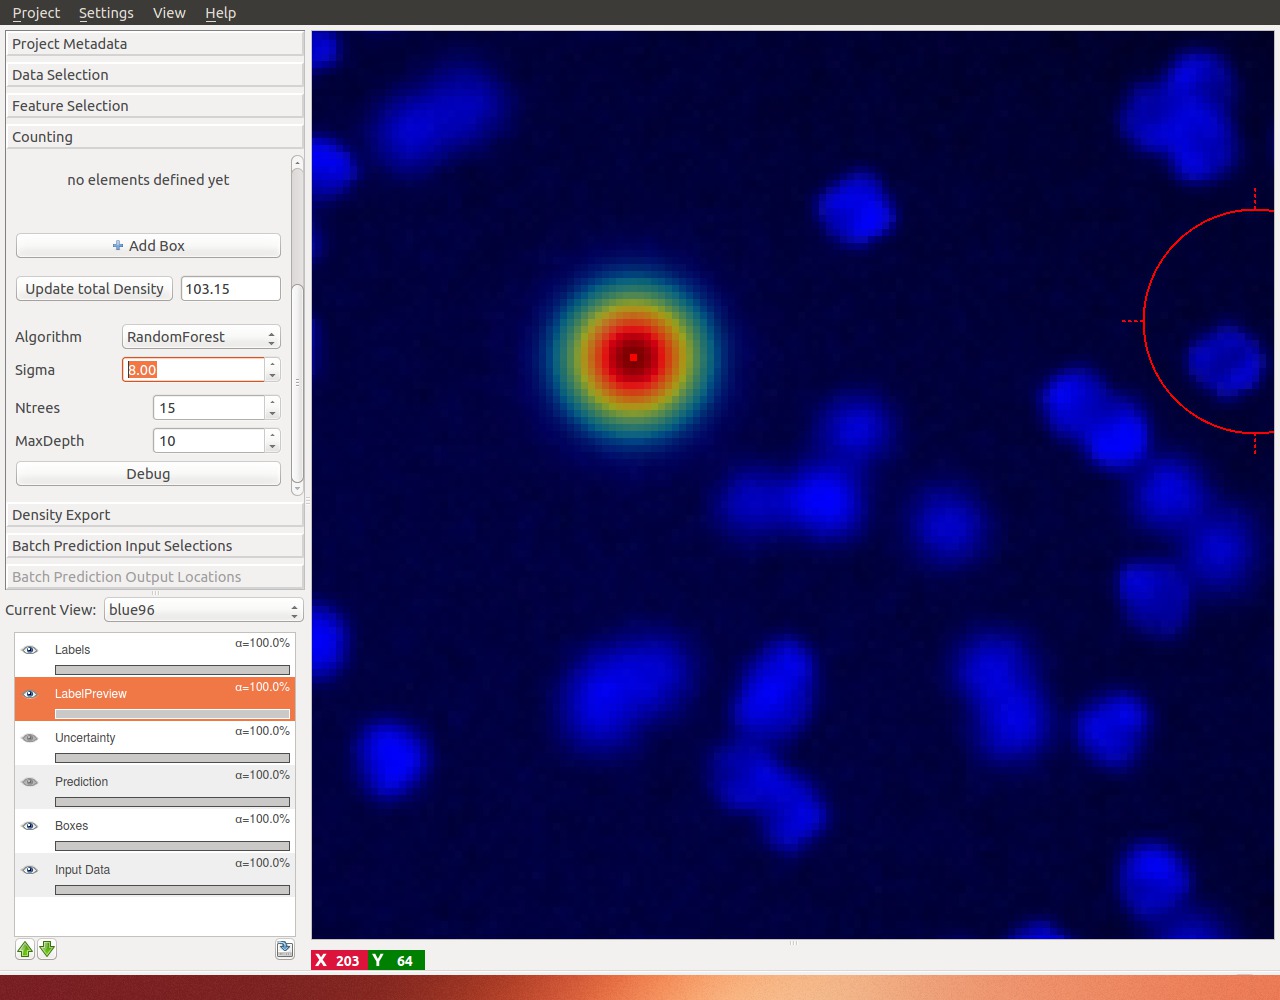 Project Settings View Help
Project Metadata
Data Selection
Feature Selection
Counting
no elements defined yet
Add Box
Update total Density 103.15
Algorithm RandomForest
Sigma 3.00
Ntrees 15
MaxDepth 10
Debug
Density Export
Batch Prediction Input Selections
Batch Prediction Output Locations
Current View: blue96
Labels α=100.0%
LabelPreview α=100.0%
Uncertainty α=100.0%
Prediction α=100.0%
Boxes α=100.0%
Input Data α=100.0%
X 203 Y 64